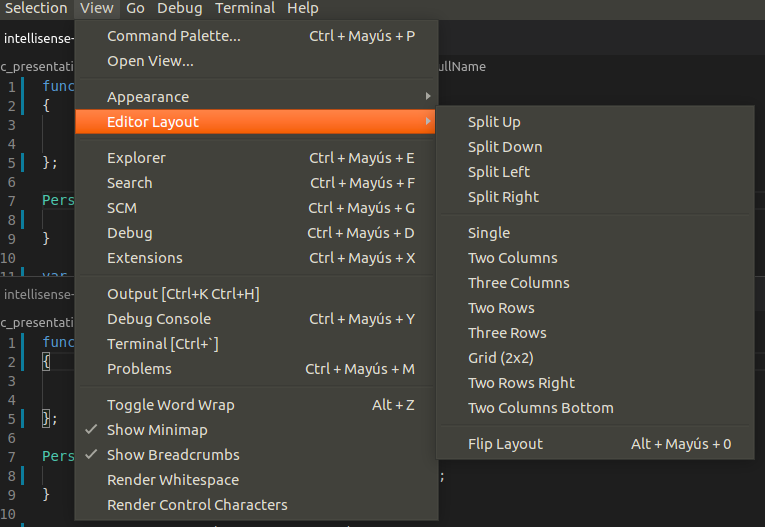 Selection View Go Debug Terminal Help
intellisense-
c_presentati
ullName
1 func
2 {
3
4
5 };
6
7 Pers
8
9 }
10
11 var
intellisense-
c_presentati
1 func
2 {
3
4
5 };
6
7 Pers
8 ;
9 }
10
Command Palette... Ctrl + Mayús + P
Open View...
Appearance
Editor Layout
Explorer Ctrl + Mayús + E
Search Ctrl + Mayús + F
SCM Ctrl + Mayús + G
Debug Ctrl + Mayús + D
Extensions Ctrl + Mayús + X
Output [Ctrl+K Ctrl+H]
Debug Console Ctrl + Mayús + Y
Terminal [Ctrl+`]
Problems Ctrl + Mayús + M
Toggle Word Wrap Alt + Z
Show Minimap
Show Breadcrumbs
Render Whitespace
Render Control Characters
Split Up
Split Down
Split Left
Split Right
Single
Two Columns
Three Columns
Two Rows
Three Rows
Grid (2x2)
Two Rows Right
Two Columns Bottom
Flip Layout Alt + Mayús + 0